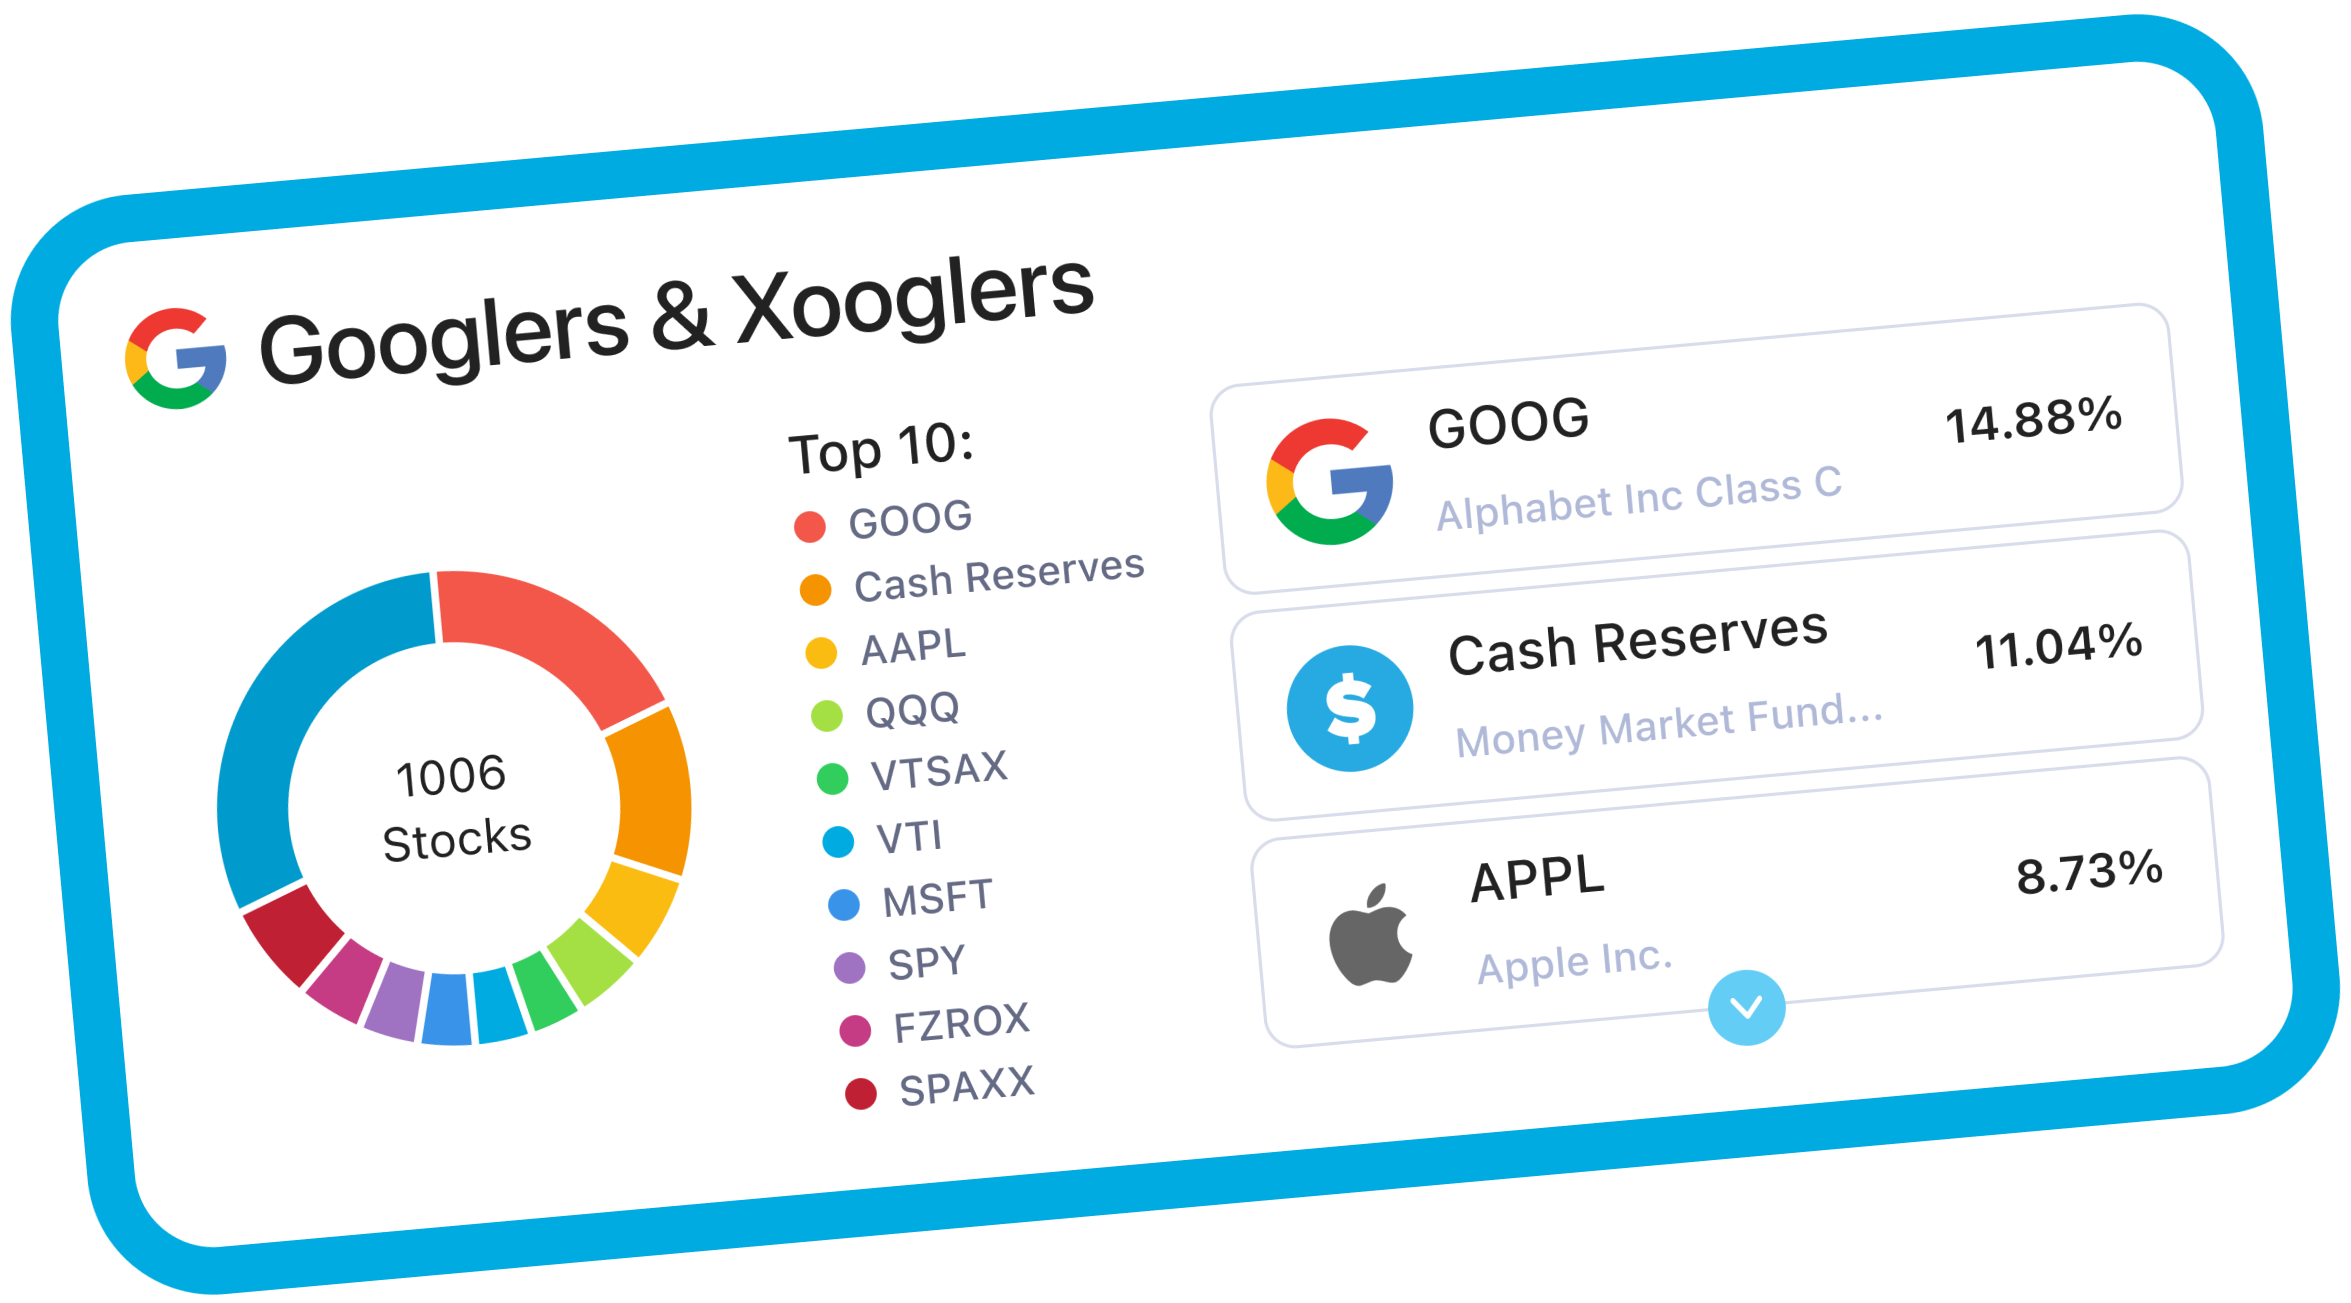 Googlers & Xooglers
1006
Stocks
Top 10:
GOOG
Cash Reserves
AAPL
QQQ
VTSAX
VTI
MSFT
SPY
FZROX
SPAXX
GOOG
Alphabet Inc Class C
14.88%
Cash Reserves
Money Market Fund...
11.04%
APPL
Apple Inc.
8.73%